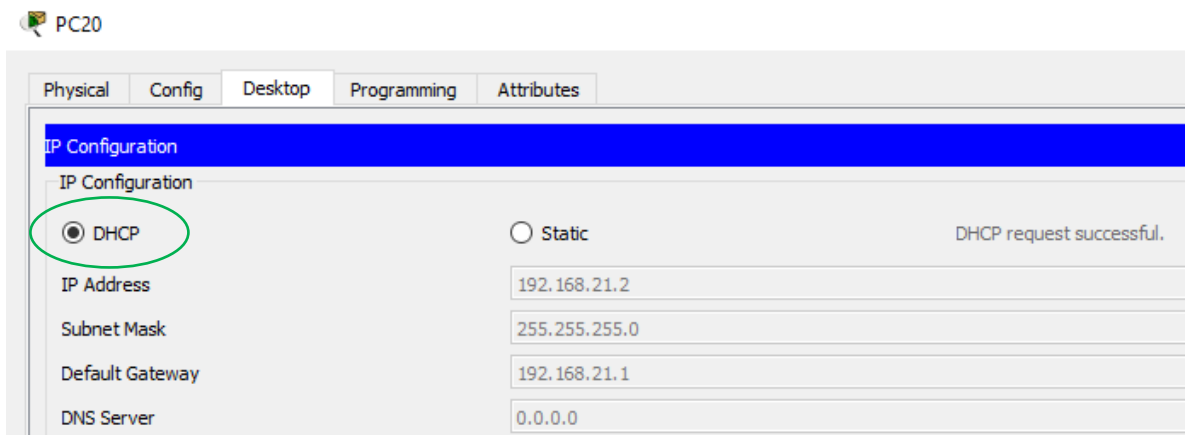 PC20
Physical Config Desktop Programming Attributes
IP Configuration
IP Configuration
DHCP Static DHCP request successful.
IP Address 192.168.21.2
Subnet Mask 255.255.255.0
Default Gateway 192.168.21.1
DNS Server 0.0.0.0